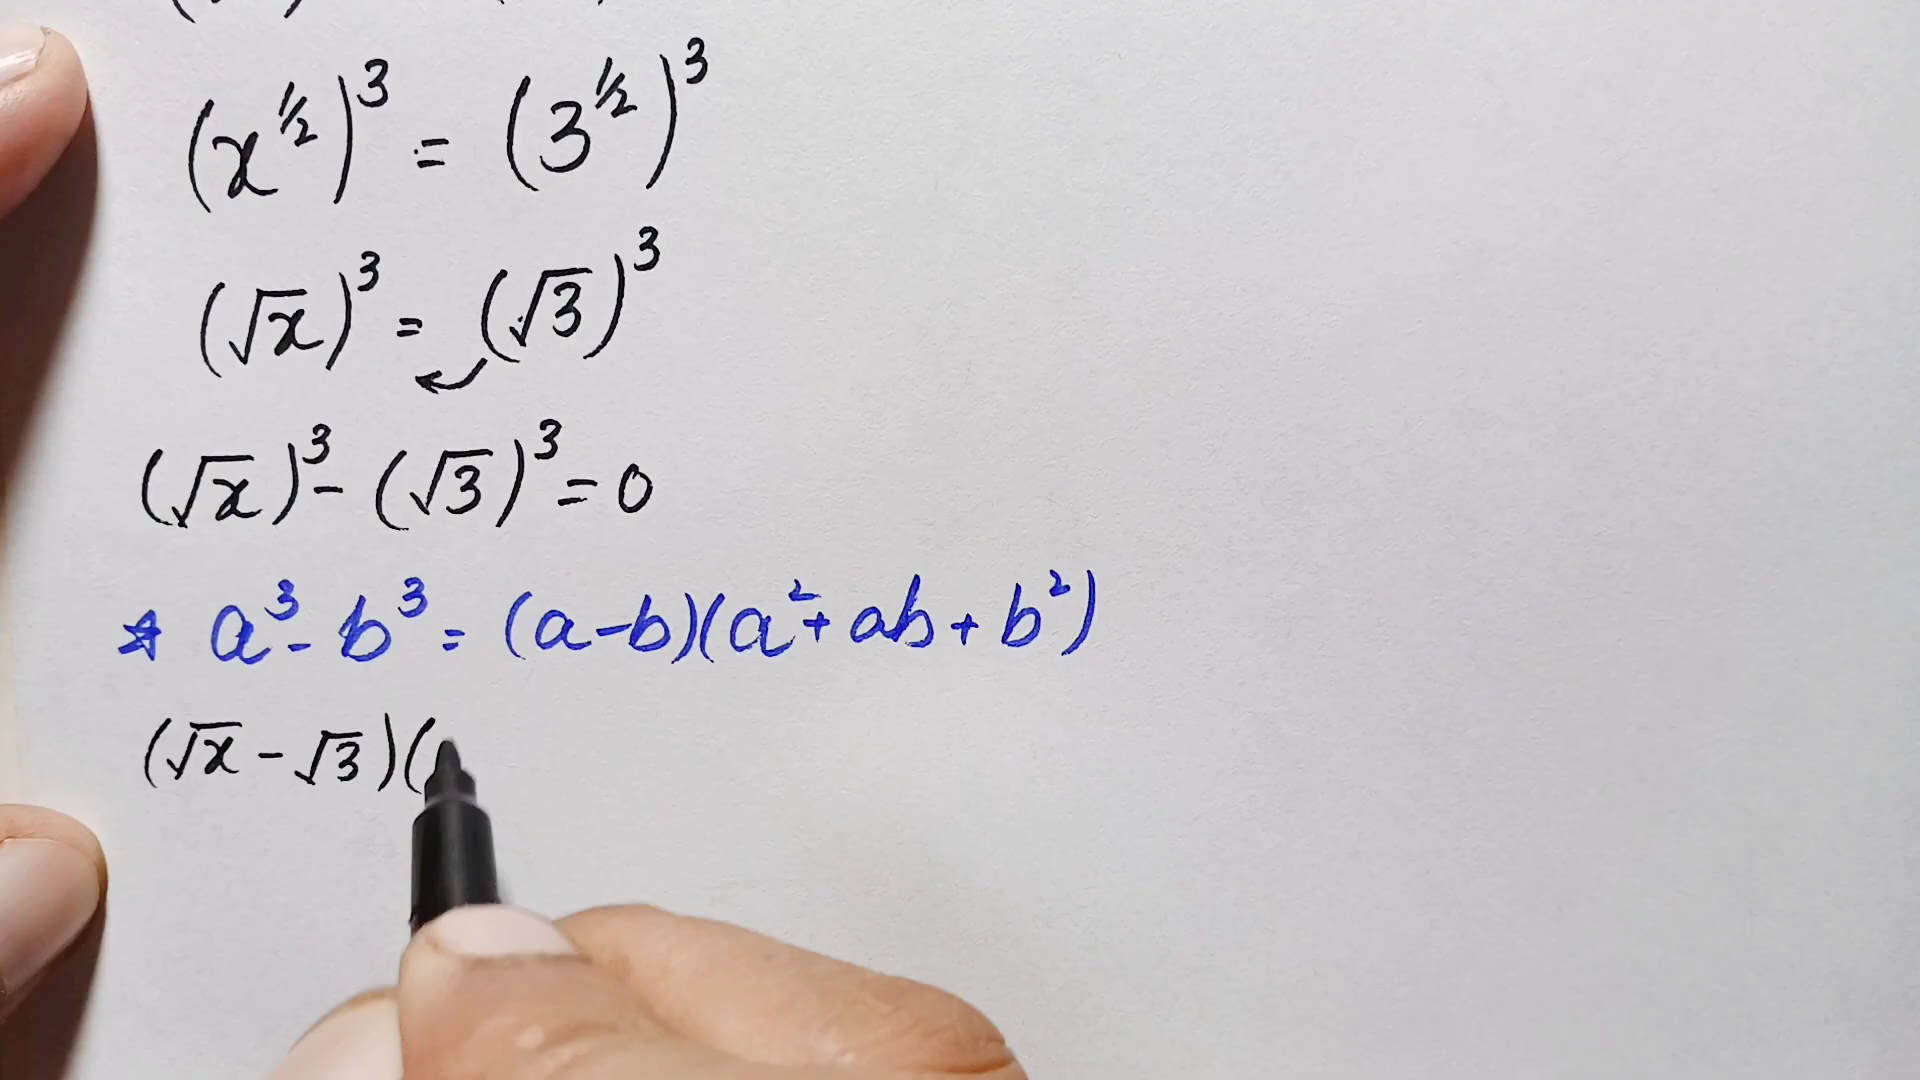 (x^½)³ = (3^½)³
(√x)³ = (√3)³
(√x)³ - (√3)³ = 0
☆ a³ - b³ = (a-b)(a² + ab + b²)
(√x - √3)(